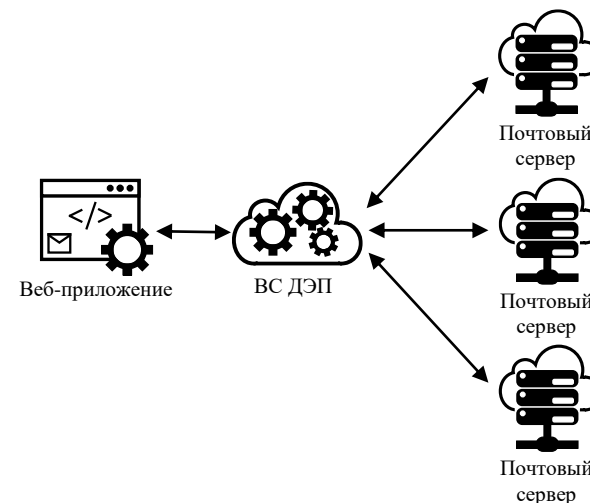 Почтовый
сервер
</>
Веб-приложение
ВС ДЭП
Почтовый
сервер
Почтовый
сервер